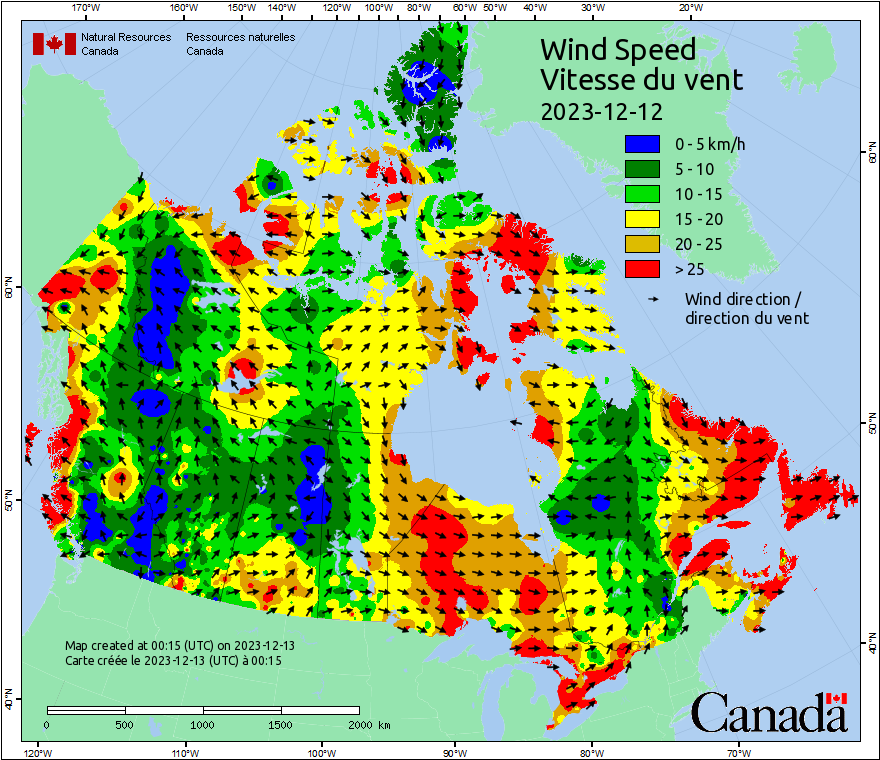 170°W 160°W 150°W 140°W 120°W 100°W 80°W 60°W 50°W 40°W 30°W 20°W
Natural Resources Canada
Ressources naturelles Canada
Wind Speed
Vitesse du vent
2023-12-12
0 - 5 km/h
5 - 10
10 - 15
15 - 20
20 - 25
> 25
Wind direction /
direction du vent
60°N
60°N
50°N
50°N
40°N
40°N
Map created at 00:15 (UTC) on 2023-12-13
Carte créée le 2023-12-13 (UTC) à 00:15
0 500 1000 1500 2000 km
Canada
120°W 110°W 100°W 90°W 80°W 70°W